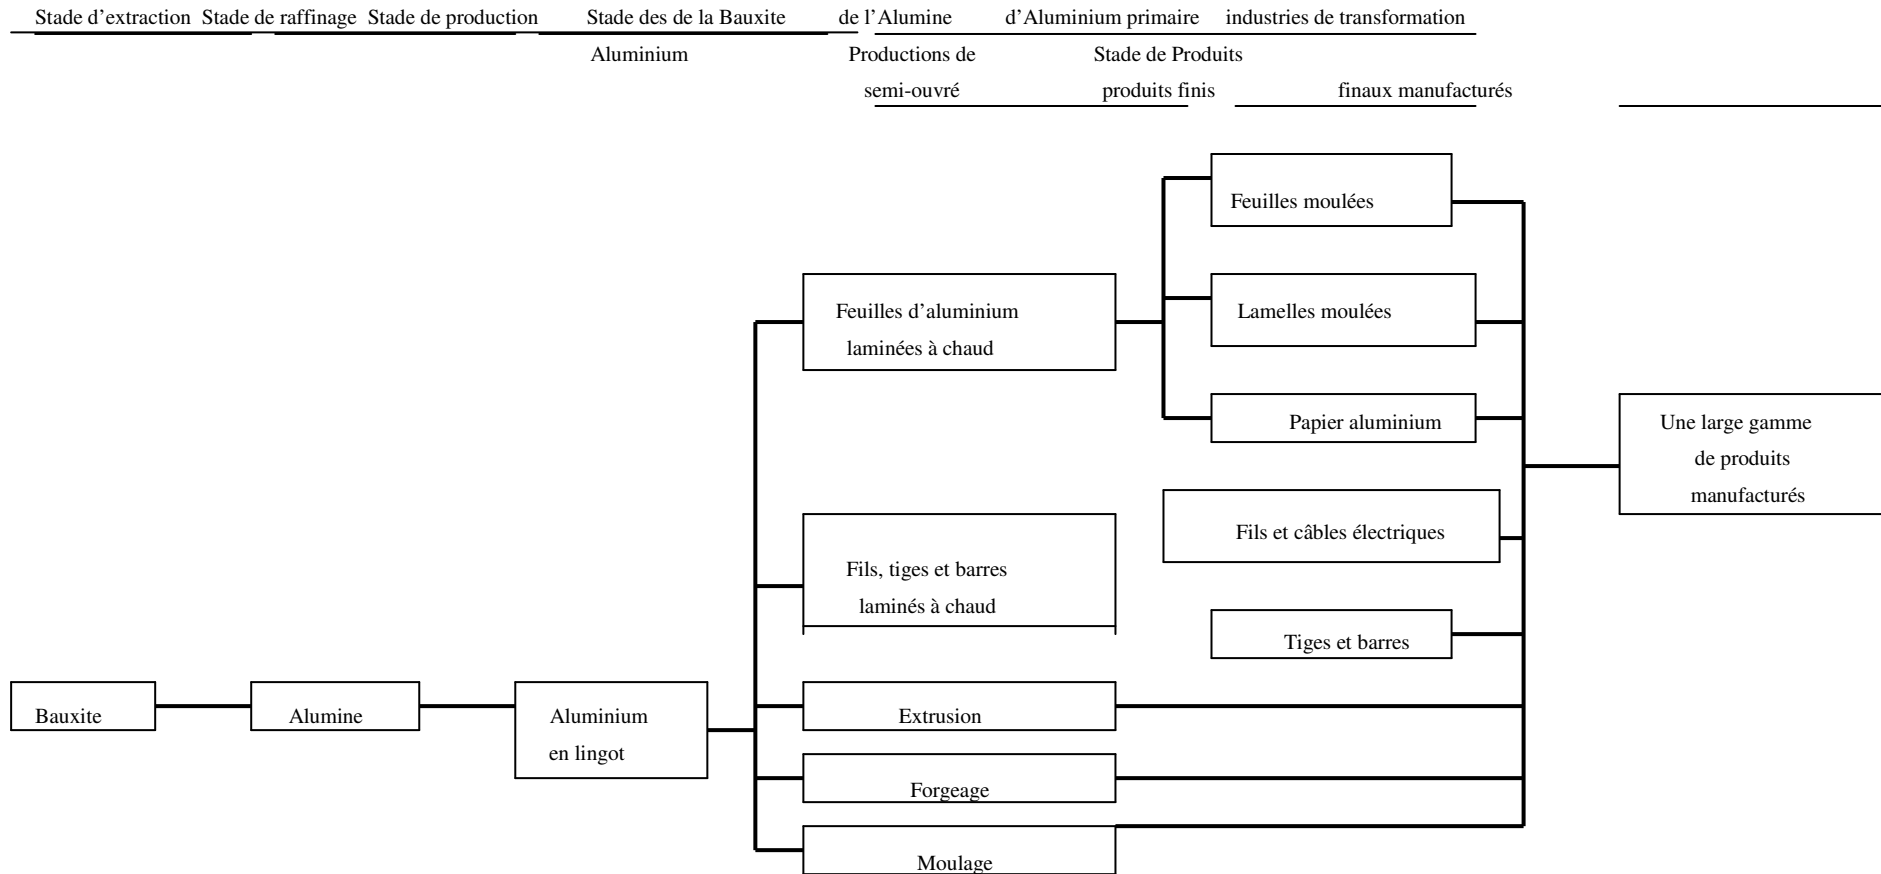 Stade d’extraction Stade de raffinage Stade de production Stade des de la Bauxite de l’Alumine d’Aluminium primaire industries de transformation
Aluminium Productions de Stade de Produits
semi-ouvré produits finis finaux manufacturés
Feuilles moulées
Feuilles d’aluminium
laminées à chaud
Lamelles moulées
Papier aluminium
Une large gamme
de produits
manufacturés
Fils et câbles électriques
Fils, tiges et barres
laminés à chaud
Tiges et barres
Bauxite
Alumine
Aluminium
en lingot
Extrusion
Forgeage
Moulage